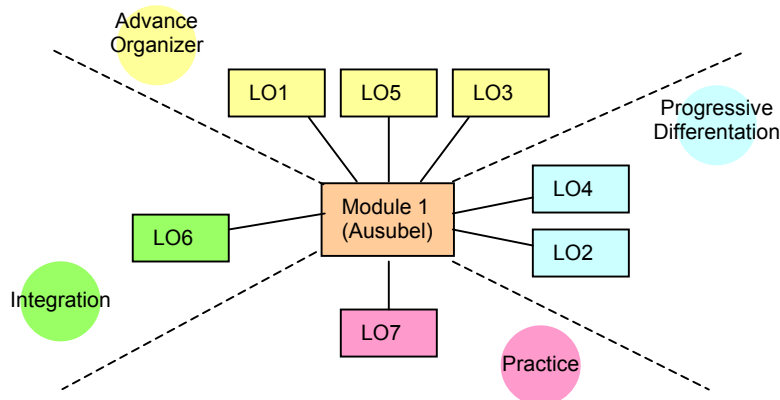 Advance
Organizer
LO1
LO5
LO3
Progressive
Differentation
LO4
Module 1
(Ausubel)
LO6
LO2
Integration
LO7
Practice